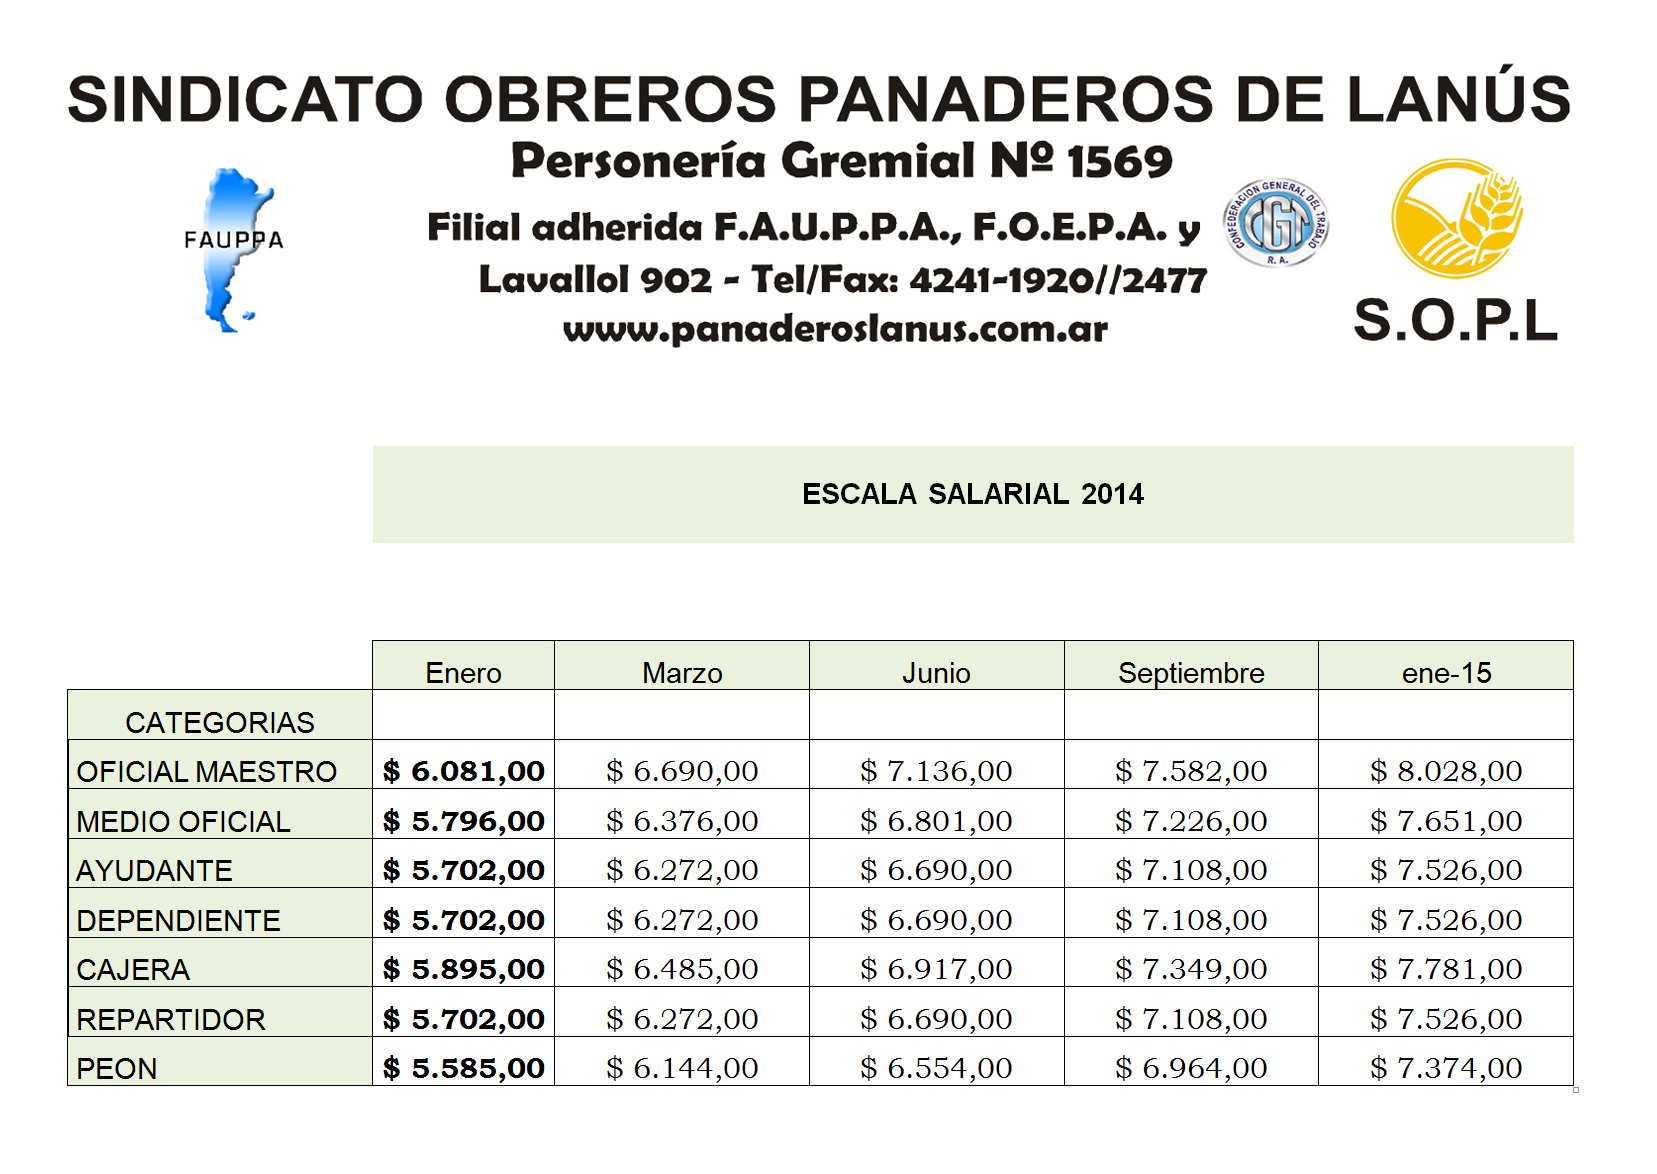 SINDICATO OBREROS PANADEROS DE LANÚS
Personería Gremial Nº 1569
FAUPPA
Filial adherida F.A.U.P.P.A., F.O.E.P.A. y
CONFEDERACION GENERAL DEL TRABAJO
CGT
R.A.
Lavallol 902 - Tel/Fax: 4241-1920//2477
www.panaderoslanus.com.ar
S.O.P.L
ESCALA SALARIAL 2014
Enero Marzo Junio Septiembre ene-15
CATEGORIAS
OFICIAL MAESTRO $ 6.081,00 $ 6.690,00 $ 7.136,00 $ 7.582,00 $ 8.028,00
MEDIO OFICIAL $ 5.796,00 $ 6.376,00 $ 6.801,00 $ 7.226,00 $ 7.651,00
AYUDANTE $ 5.702,00 $ 6.272,00 $ 6.690,00 $ 7.108,00 $ 7.526,00
DEPENDIENTE $ 5.702,00 $ 6.272,00 $ 6.690,00 $ 7.108,00 $ 7.526,00
CAJERA $ 5.895,00 $ 6.485,00 $ 6.917,00 $ 7.349,00 $ 7.781,00
REPARTIDOR $ 5.702,00 $ 6.272,00 $ 6.690,00 $ 7.108,00 $ 7.526,00
PEON $ 5.585,00 $ 6.144,00 $ 6.554,00 $ 6.964,00 $ 7.374,00